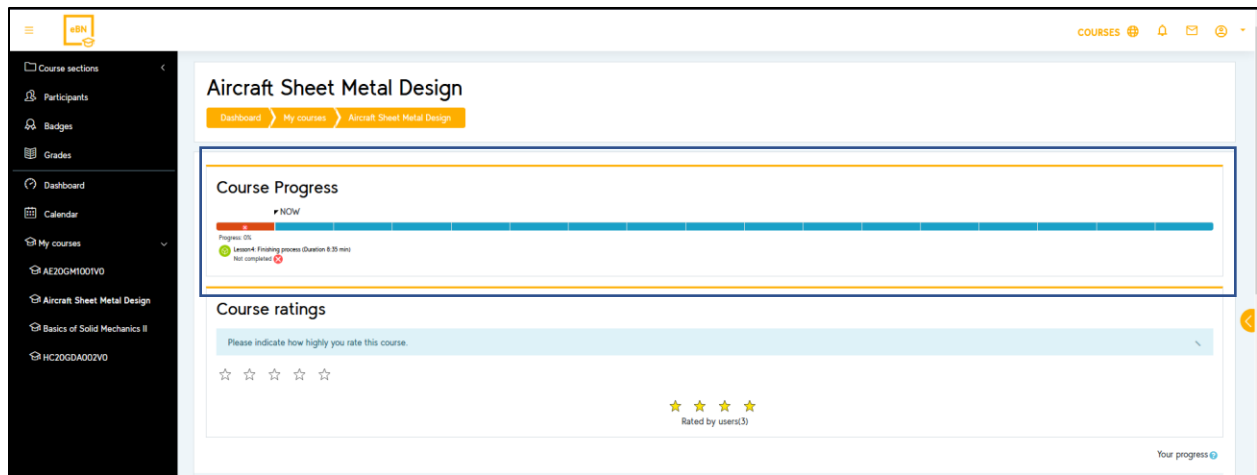 eBN
COURSES
Course sections
Participants
Badges
Grades
Dashboard
Calendar
My courses
AE20GM1001V0
Aircraft Sheet Metal Design
Basics of Solid Mechanics II
HC20GDA002V0
Aircraft Sheet Metal Design
Dashboard
My courses
Aircraft Sheet Metal Design
Course Progress
NOW
Progress: 0%
Lesson4: Finishing process (Duration 8:35 min)
Not completed
Course ratings
Please indicate how highly you rate this course.
Rated by users(3)
Your progress